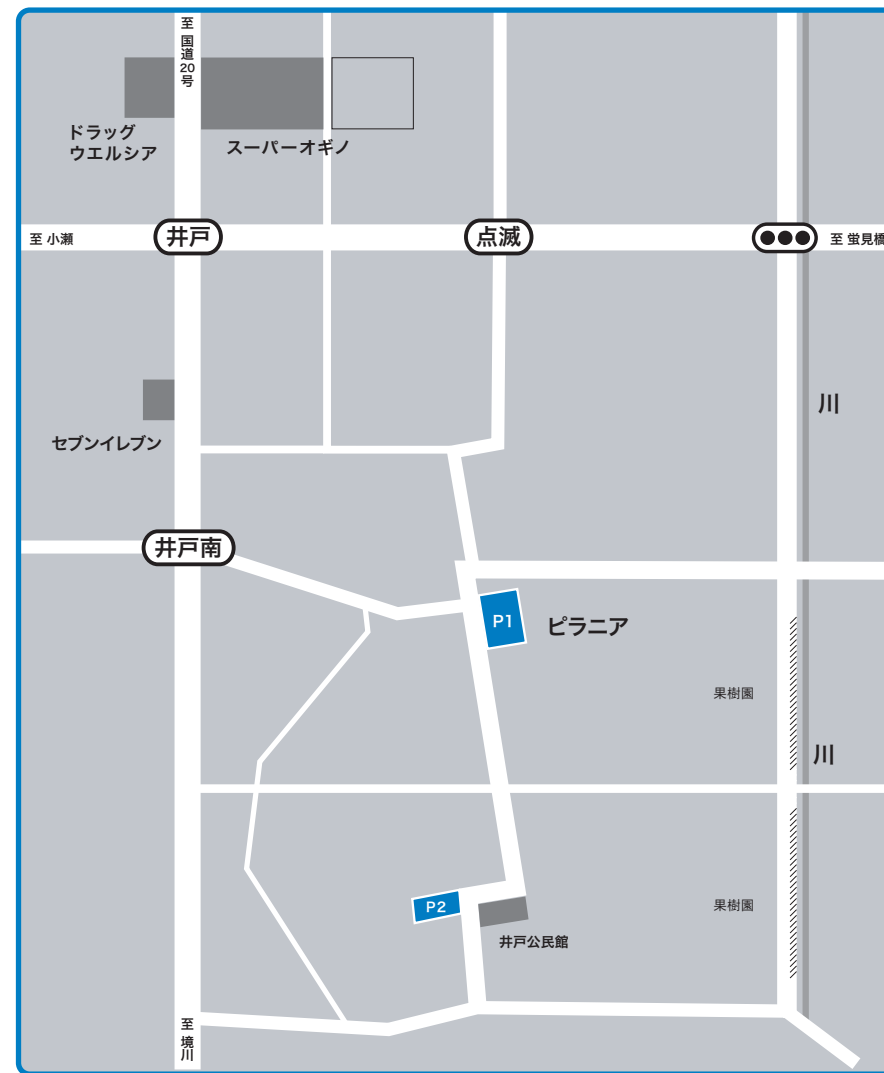 至 国道20号
ドラッグ
ウエルシア
スーパーオギノ
至 小瀬
井戸
点滅
至 蛍見橋
川
セブンイレブン
井戸南
P1
ピラニア
果樹園
川
P2
果樹園
井戸公民館
至 境川